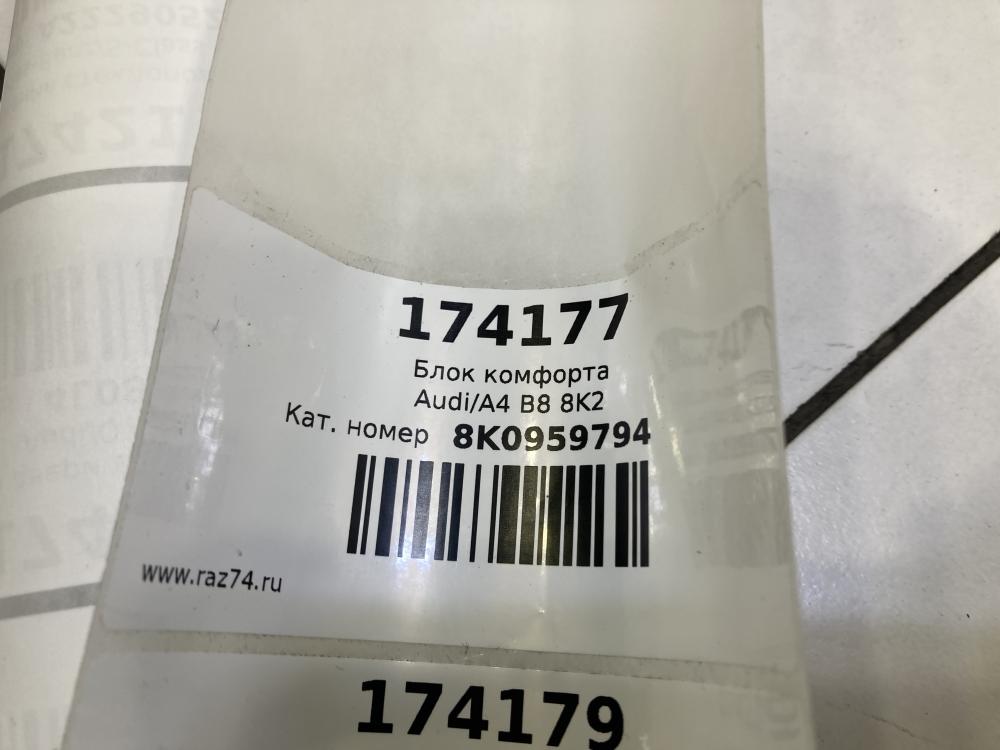 174177
Блок комфорта
Audi/A4 B8 8K2
Кат. номер 8K0959794
www.raz74.ru
174179